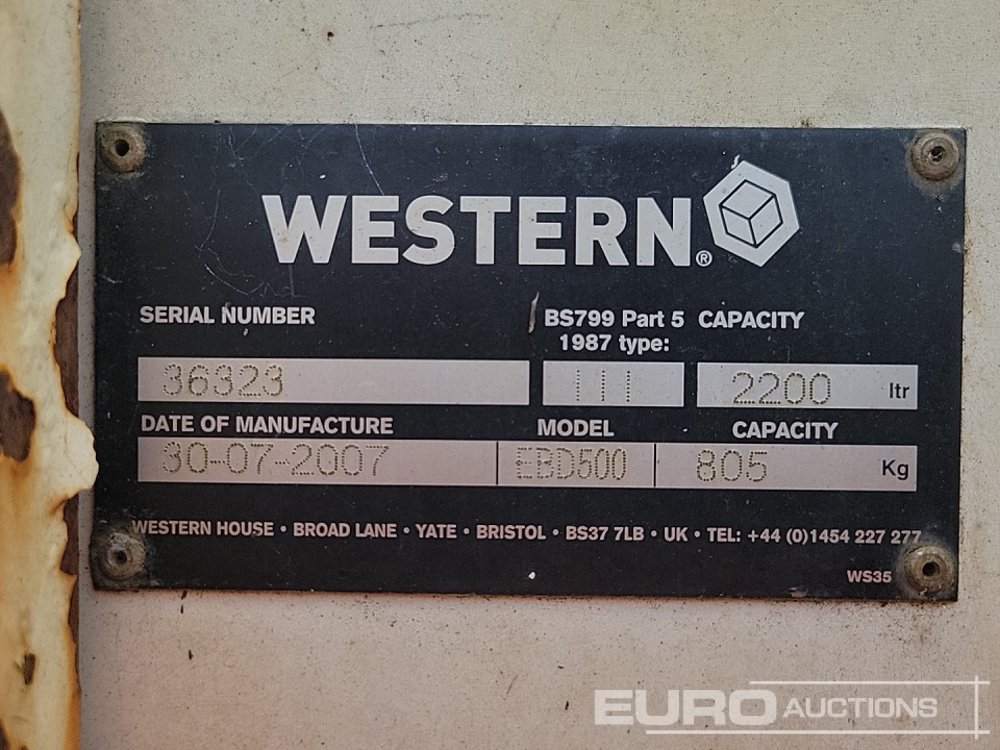 WESTERN®
SERIAL NUMBER
BS799 Part 5 CAPACITY
1987 type:
36323 III 2200 ltr
DATE OF MANUFACTURE MODEL CAPACITY
30-07-2007 EBD500 805 Kg
WESTERN HOUSE • BROAD LANE • YATE • BRISTOL • BS37 7LB • UK • TEL: +44 (0)1454 227 277
WS35
EURO AUCTIONS